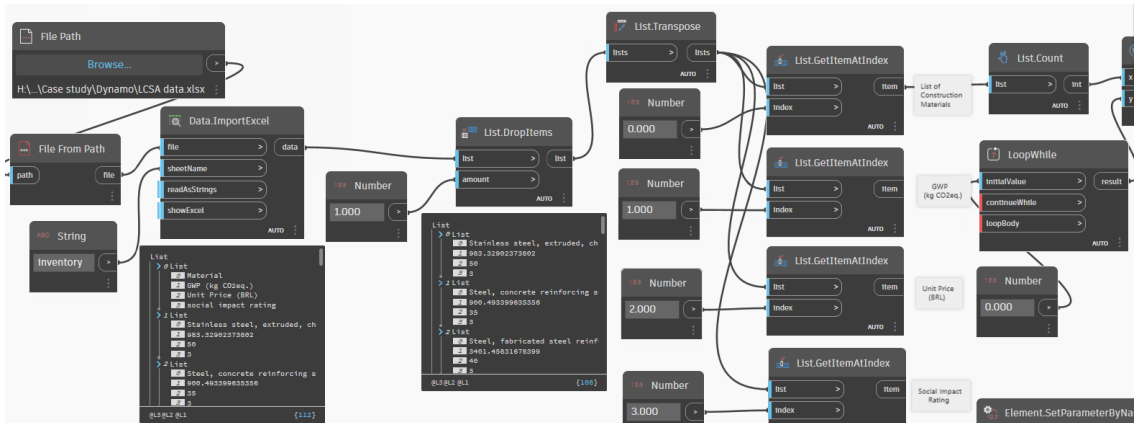 File Path
Browse...
>
H:\...\Case study\Dynamo\LCSA data.xlsx
File From Path
path
file
String
Inventory
>
Data.ImportExcel
file
>
data
sheetName
>
readAsStrings
>
showExcel
>
AUTO
List
0 List
0 Material
1 GWP (kg CO2eq.)
2 Unit Price (BRL)
3 social impact rating
1 List
0 Stainless steel, extruded, ch
1 983.32902373802
2 50
3 3
2 List
0 Steel, concrete reinforcing s
1 900.493399635356
2 35
3 3
@L3 @L2 @L1
{112}
123 Number
1.000
>
List.DropItems
list
>
list
amount
>
AUTO
List
0 List
0 Stainless steel, extruded, ch
1 983.32902373802
2 50
3 3
1 List
0 Steel, concrete reinforcing s
1 900.493399635356
2 35
3 3
2 List
0 Steel, fabricated steel reinf
1 3401.45831676399
2 40
3 3
@L3 @L2 @L1
{108}
List.Transpose
lists
>
lists
AUTO
123 Number
0.000
>
123 Number
1.000
>
123 Number
2.000
>
123 Number
3.000
>
List.GetItemAtIndex
list
>
item
index
>
AUTO
List.GetItemAtIndex
list
>
item
index
>
AUTO
List.GetItemAtIndex
list
>
item
index
>
AUTO
List.GetItemAtIndex
list
>
item
index
>
AUTO
List of
Construction
Materials
GWP
(kg CO2eq.)
Unit Price
(BRL)
Social Impact
Rating
List.Count
list
>
int
AUTO
LoopWhile
initialValue
>
result
continueWhile
>
loopBody
>
AUTO
123 Number
0.000
>
x
y
Element.SetParameterByNa